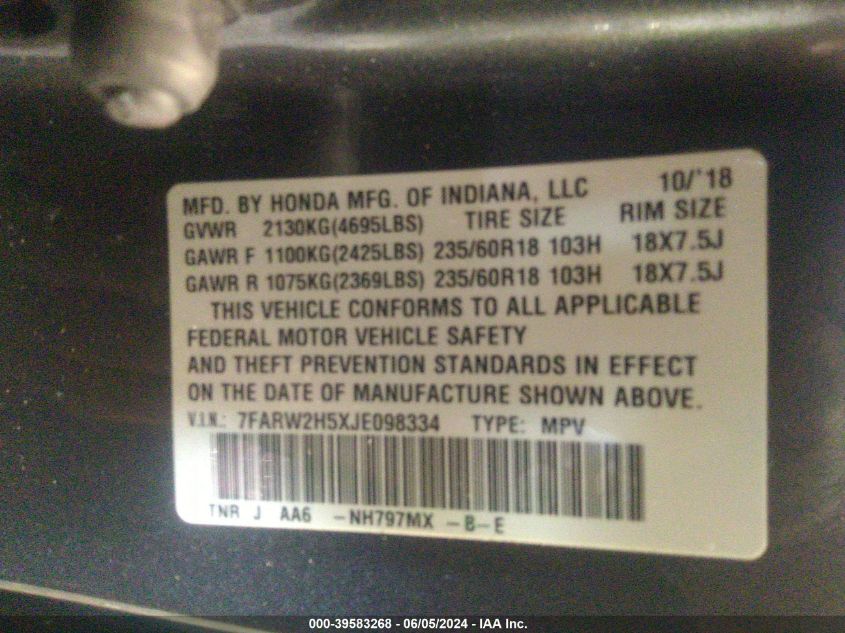 MFD. BY HONDA MFG. OF INDIANA, LLC 10/'18
GVWR 2130KG(4695LBS) TIRE SIZE RIM SIZE
GAWR F 1100KG(2425LBS) 235/60R18 103H 18X7.5J
GAWR R 1075KG(2369LBS) 235/60R18 103H 18X7.5J
THIS VEHICLE CONFORMS TO ALL APPLICABLE
FEDERAL MOTOR VEHICLE SAFETY
AND THEFT PREVENTION STANDARDS IN EFFECT
ON THE DATE OF MANUFACTURE SHOWN ABOVE.
V.I.N.: 7FARW2H5XJE098334 TYPE: MPV
TNR J AA6 -NH797MX -B-E
000-39583268 - 06/05/2024 - IAA Inc.